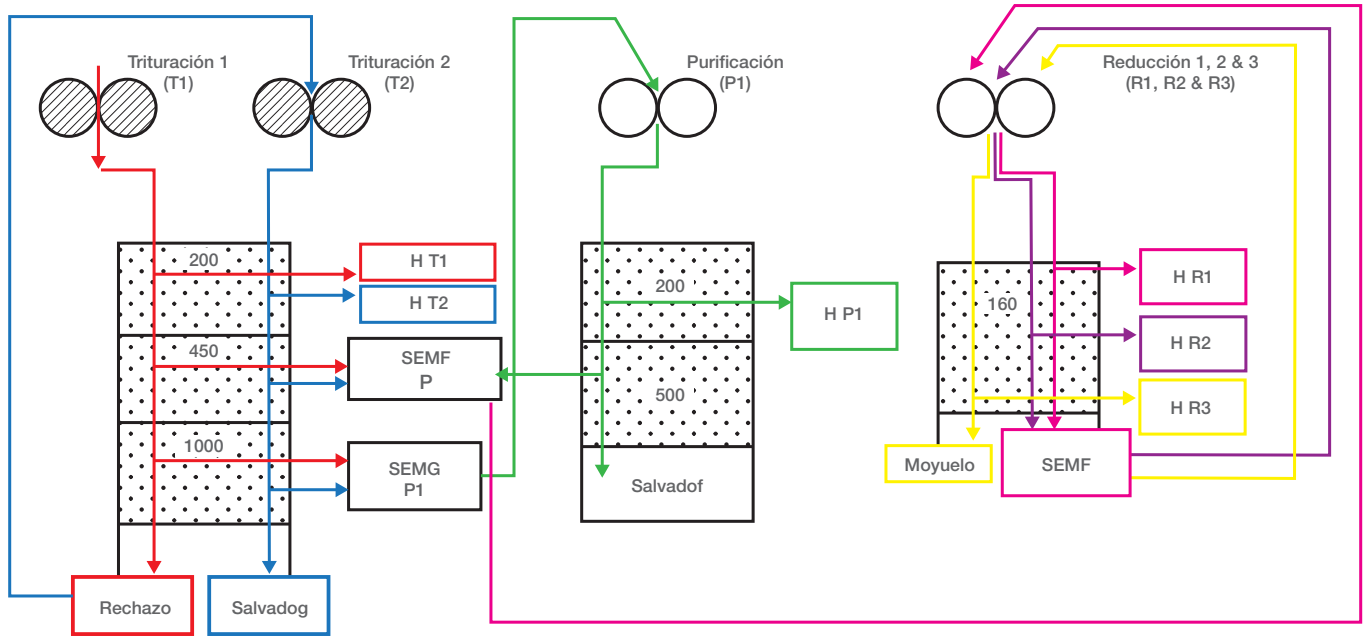 Trituración 1
(T1)
Trituración 2
(T2)
Purificación
(P1)
Reducción 1, 2 & 3
(R1, R2 & R3)
200
H T1
H T2
450
SEMF
P
1000
SEMG
P1
Rechazo
Salvadog
200
H P1
500
Salvadof
160
H R1
H R2
H R3
Moyuelo
SEMF